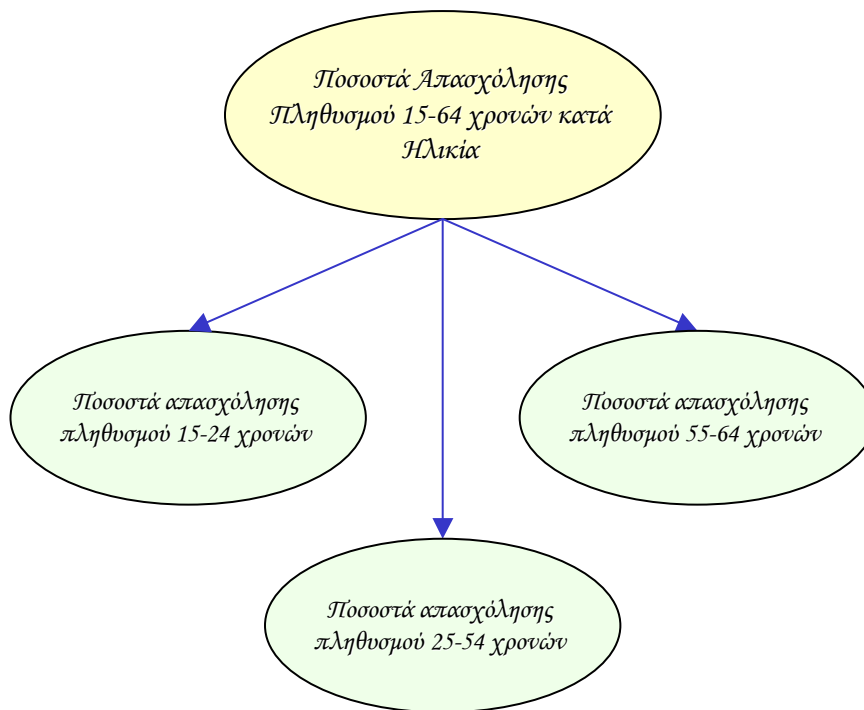 Ποσοστά Απασχόλησης
Πληθυσμού 15-64 χρονών κατά
Ηλικία
Ποσοστά απασχόλησης
πληθυσμού 15-24 χρονών
Ποσοστά απασχόλησης
πληθυσμού 55-64 χρονών
Ποσοστά απασχόλησης
πληθυσμού 25-54 χρονών